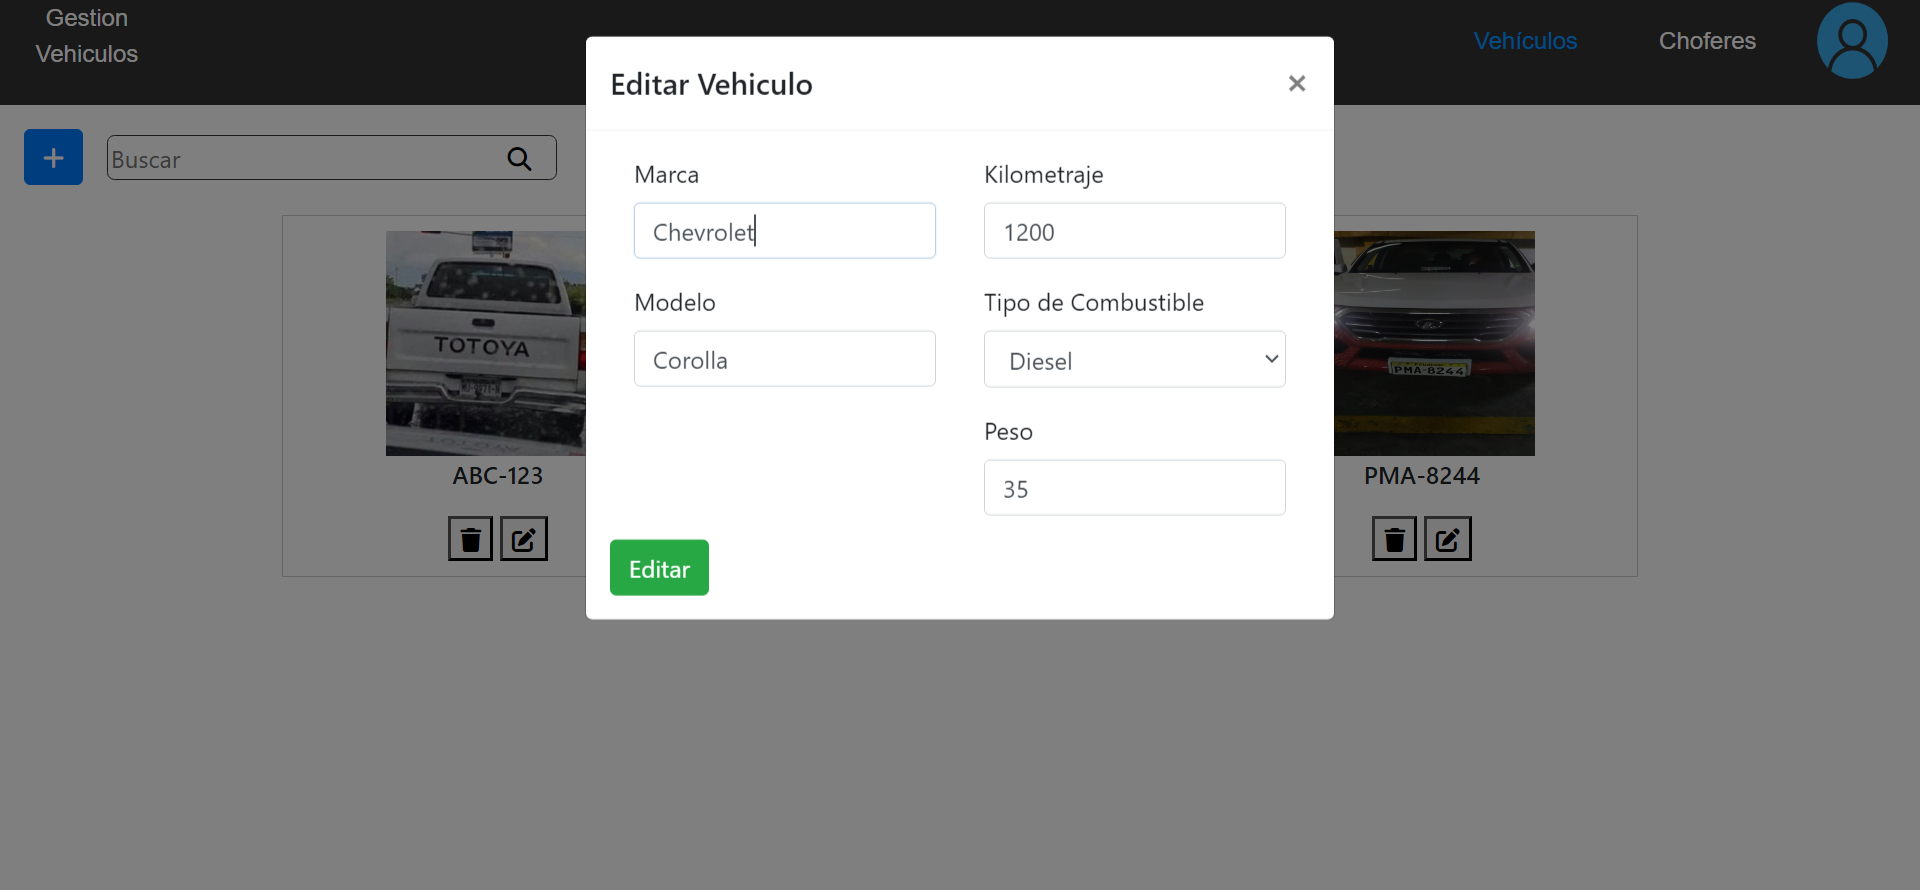 Gestion
Vehiculos
Vehículos
Choferes
Buscar
Editar Vehiculo
Marca
Kilometraje
Chevrolet
1200
Modelo
Tipo de Combustible
Corolla
Diesel
Peso
35
Editar
TOTOYA
ABC-123
PMA-8244
PMA-8244